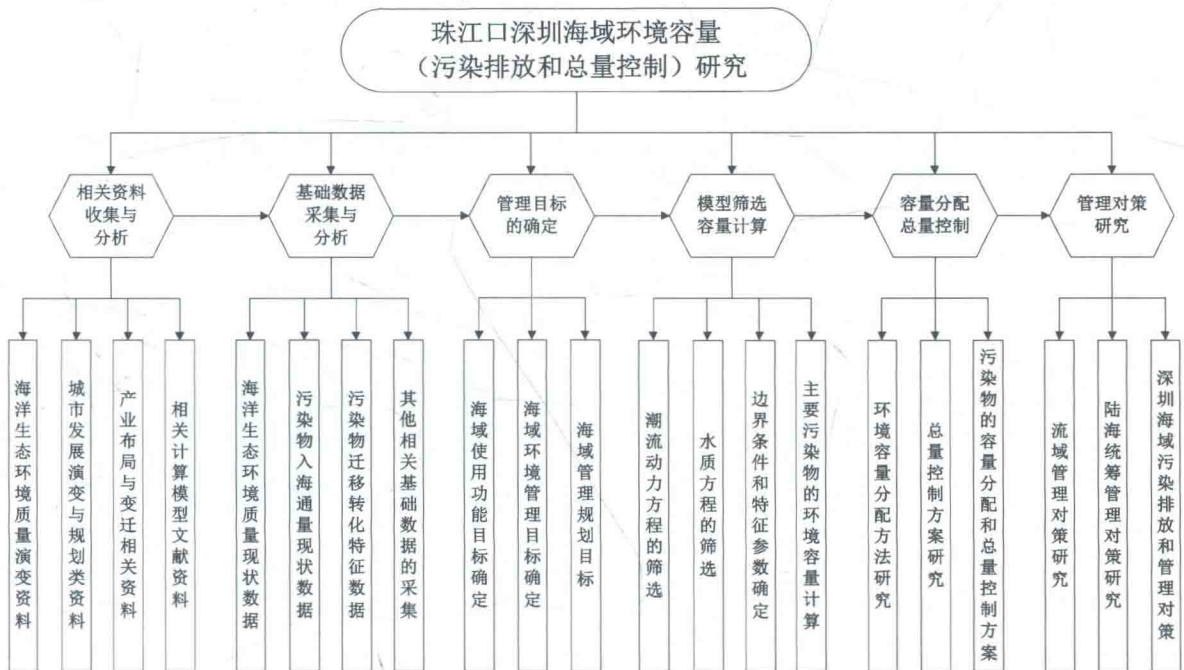 珠江口深圳海域环境容量
（污染排放和总量控制）研究
相关资料
收集与
分析
基础数据
采集与
分析
管理目标
的确定
模型筛选
容量计算
容量分配
总量控制
管理对策
研究
海洋生态环境质量演变资料
城市发展演变与规划类资料
产业布局与变迁相关资料
相关计算模型文献资料
海洋生态环境质量现状数据
污染物入海通量现状数据
污染物迁移转化特征数据
其他相关基础数据的采集
海域使用功能目标确定
海域环境管理目标确定
海域管理规划目标
潮流动力方程的筛选
水质方程的筛选
边界条件和特征参数确定
主要污染物的环境容量计算
环境容量分配方法研究
总量控制方案研究
污染物的容量分配和总量控制方案
流域管理对策研究
陆海统筹管理对策研究
深圳海域污染排放和管理对策